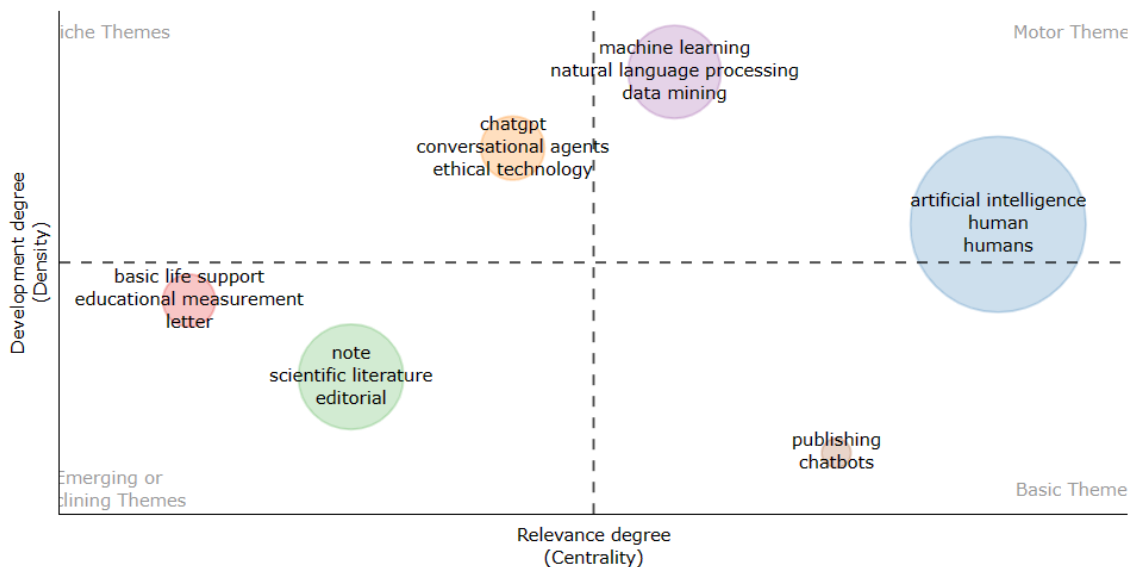 iche Themes
Motor Theme
machine learning
natural language processing
data mining
chatgpt
conversational agents
ethical technology
artificial intelligence
human
humans
Development degree
(Density)
basic life support
educational measurement
letter
note
scientific literature
editorial
publishing
chatbots
Emerging or
clining Themes
Basic Theme
Relevance degree
(Centrality)